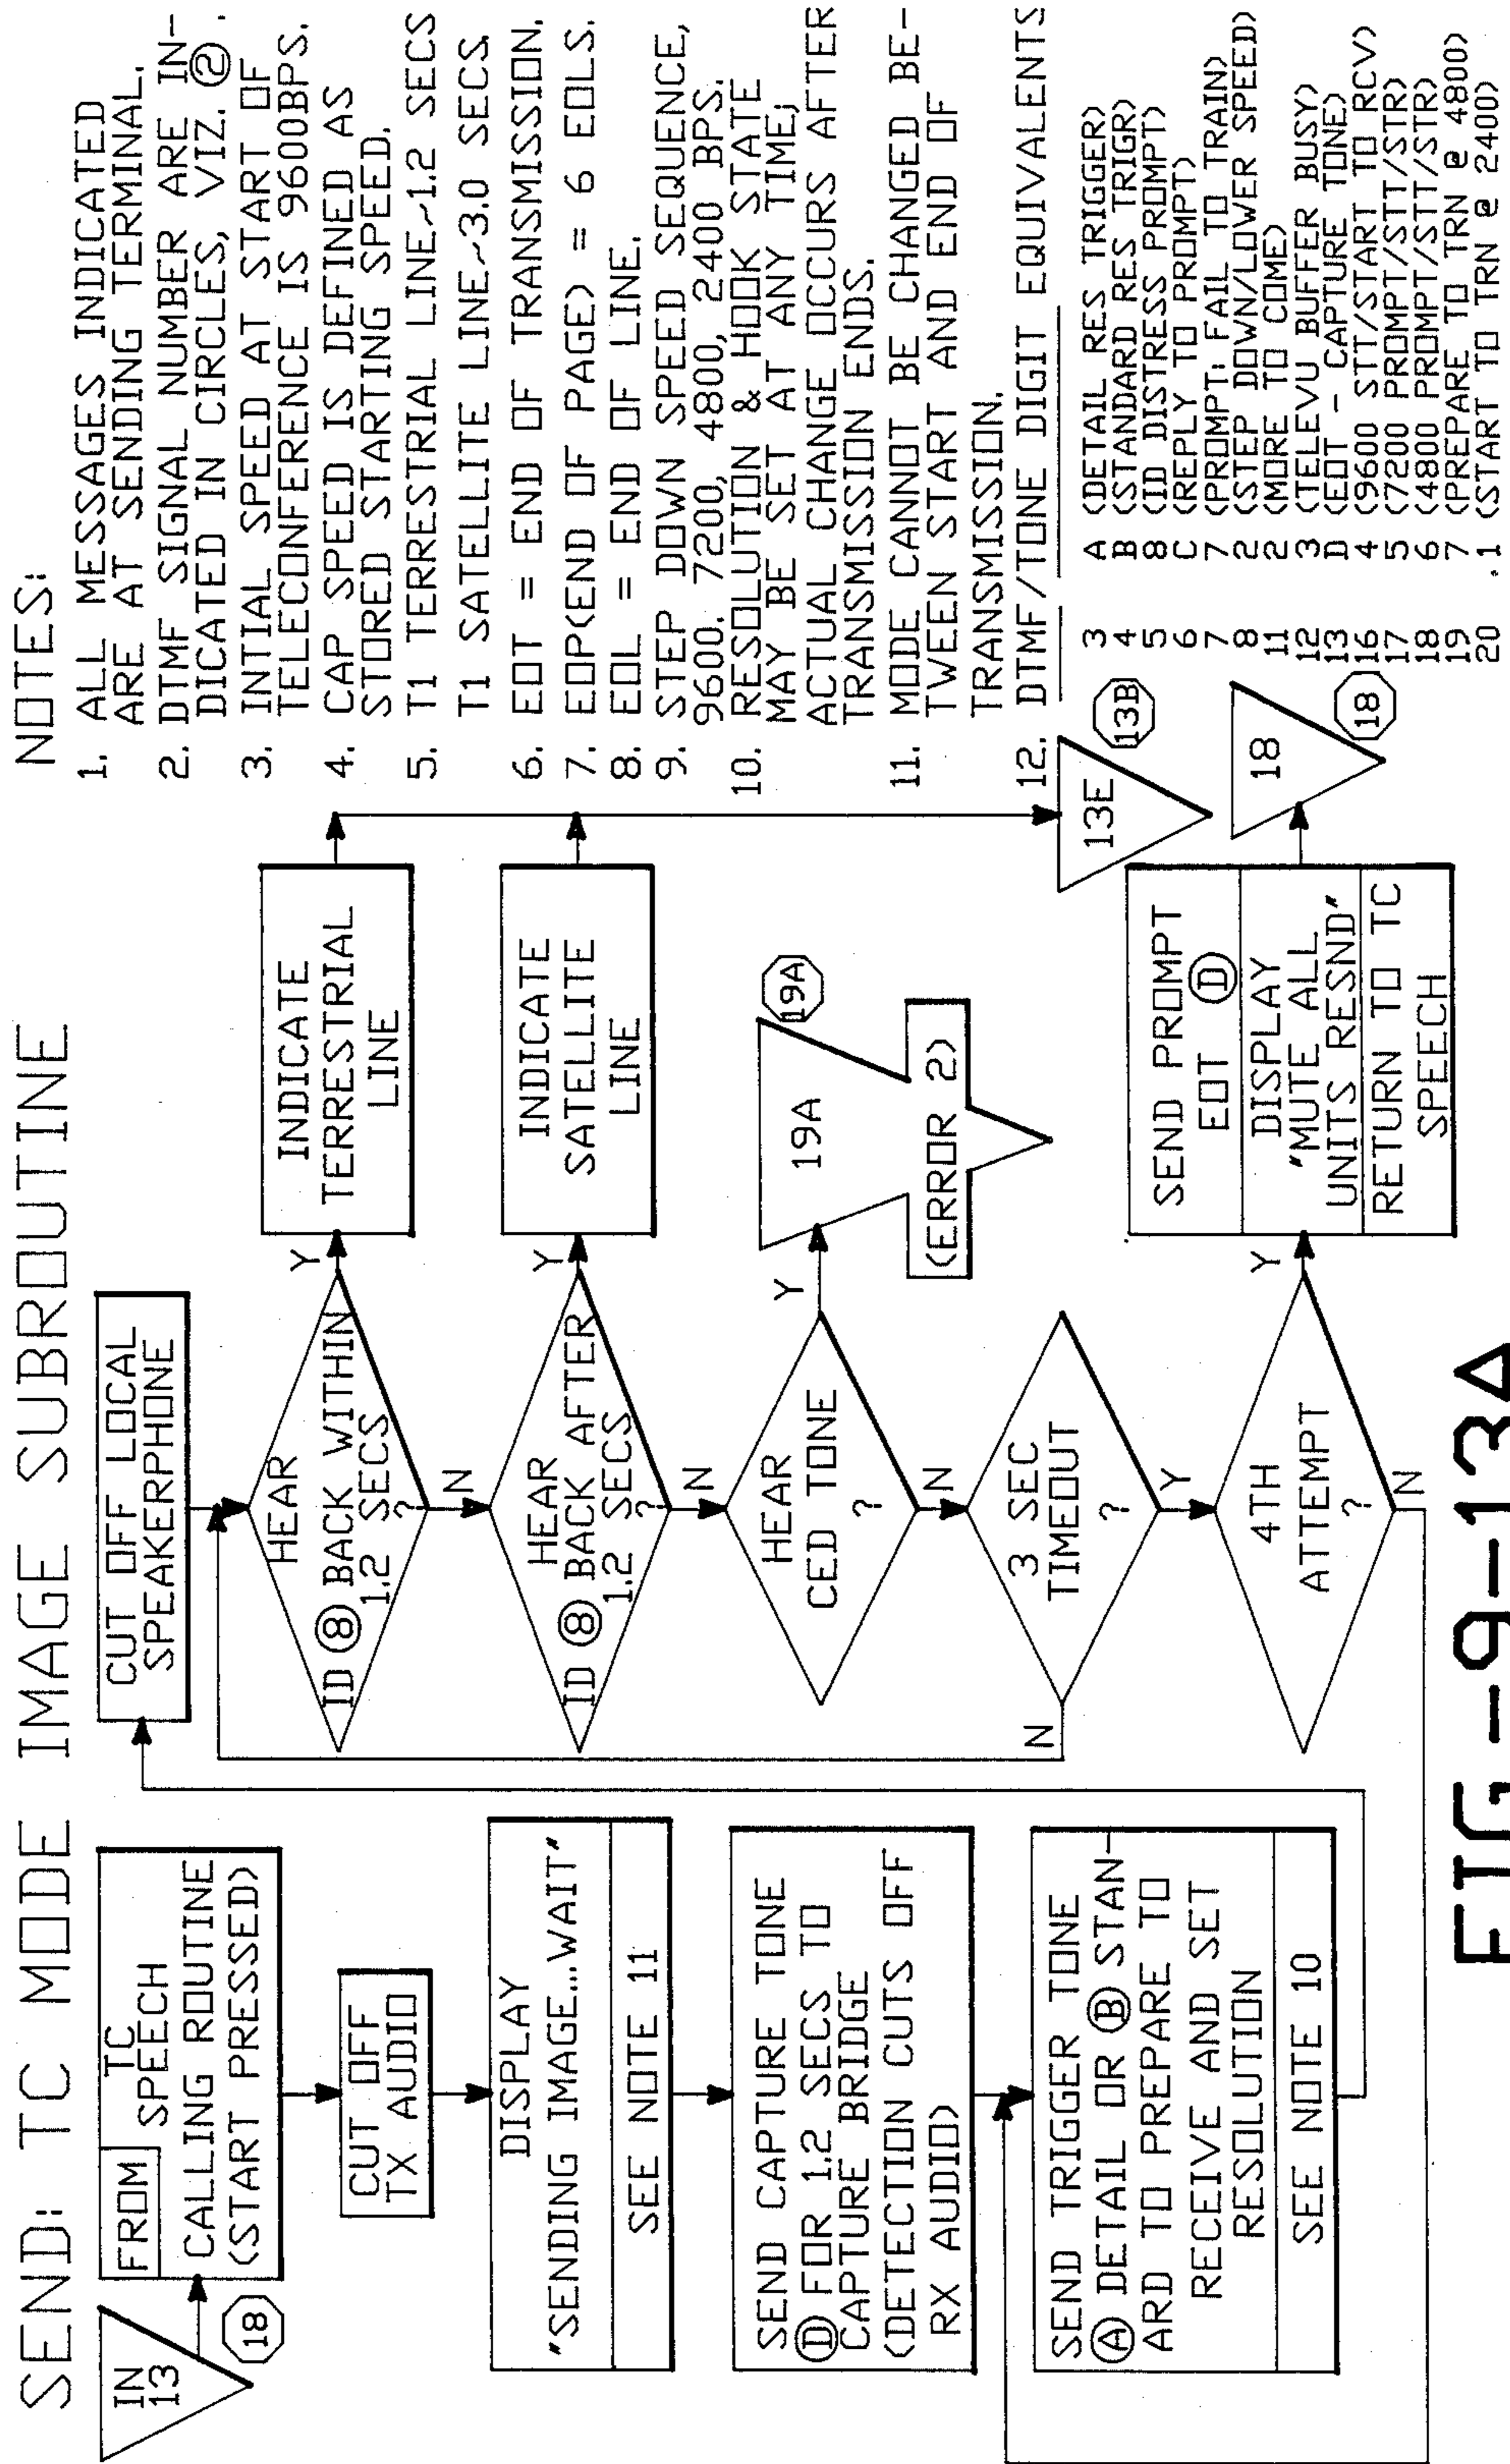 SEND: TC MODE IMAGE SUBROUTINE
IN
13
18
FROM
TC
SPEECH
CALLING ROUTINE
(START PRESSED)
CUT OFF
TX AUDIO
DISPLAY
"SENDING IMAGE...WAIT"
SEE NOTE 11
SEND CAPTURE TONE
Ⓓ FOR 1.2 SECS TO
CAPTURE BRIDGE
(DETECTION CUTS OFF
RX AUDIO)
SEND TRIGGER TONE
Ⓐ DETAIL OR Ⓑ STAN-
ARD TO PREPARE TO
RECEIVE AND SET
RESOLUTION
SEE NOTE 10
CUT OFF LOCAL
SPEAKERPHONE
HEAR
ID ⑧ BACK WITHIN
1.2 SECS
?
Y
N
INDICATE
TERRESTRIAL
LINE
HEAR
ID ⑧ BACK AFTER
1.2 SECS
?
Y
N
INDICATE
SATELLITE
LINE
13E
13B
HEAR
CED TONE
?
Y
N
19A
19A
(ERROR 2)
3 SEC
TIMEOUT
?
N
Y
4TH
ATTEMPT
?
Y
N
SEND PROMPT
EOT Ⓓ
DISPLAY
"MUTE ALL
UNITS RESND"
RETURN TO TC
SPEECH
18
18
NOTES:
1. ALL MESSAGES INDICATED
ARE AT SENDING TERMINAL.
2. DTMF SIGNAL NUMBER ARE IN-
DICATED IN CIRCLES, VIZ. ②.
3. INTIAL SPEED AT START OF
TELECONFERENCE IS 9600BPS.
4. CAP SPEED IS DEFINED AS
STORED STARTING SPEED.
5. T1 TERRESTRIAL LINE~1.2 SECS
T1 SATELLITE LINE~3.0 SECS.
6. EOT = END OF TRANSMISSION.
7. EOP(END OF PAGE) = 6 EOLS.
8. EOL = END OF LINE.
9. STEP DOWN SPEED SEQUENCE,
9600. 7200, 4800, 2400 BPS.
10. RESOLUTION & HOOK STATE
MAY BE SET AT ANY TIME;
ACTUAL CHANGE OCCURS AFTER
TRANSMISSION ENDS.
11. MODE CANNOT BE CHANGED BE-
TWEEN START AND END OF
TRANSMISSION.
12. DTMF/TONE DIGIT EQUIVALENTS
3 A (DETAIL RES TRIGGER)
4 B (STANDARD RES TRIGR)
5 8 (ID DISTRESS PROMPT)
6 C (REPLY TO PROMPT)
7 7 (PROMPT: FAIL TO TRAIN)
8 2 (STEP DOWN/LOWER SPEED)
11 2 (MORE TO COME)
12 3 (TELEVU BUFFER BUSY)
13 D (EOT - CAPTURE TONE)
16 4 (9600 STT/START TO RCV)
17 5 (7200 PROMPT/STT/STR)
18 6 (4800 PROMPT/STT/STR)
19 7 (PREPARE TO TRN @ 4800)
20 .1 (START TO TRN @ 2400)
FIG.-9-13A